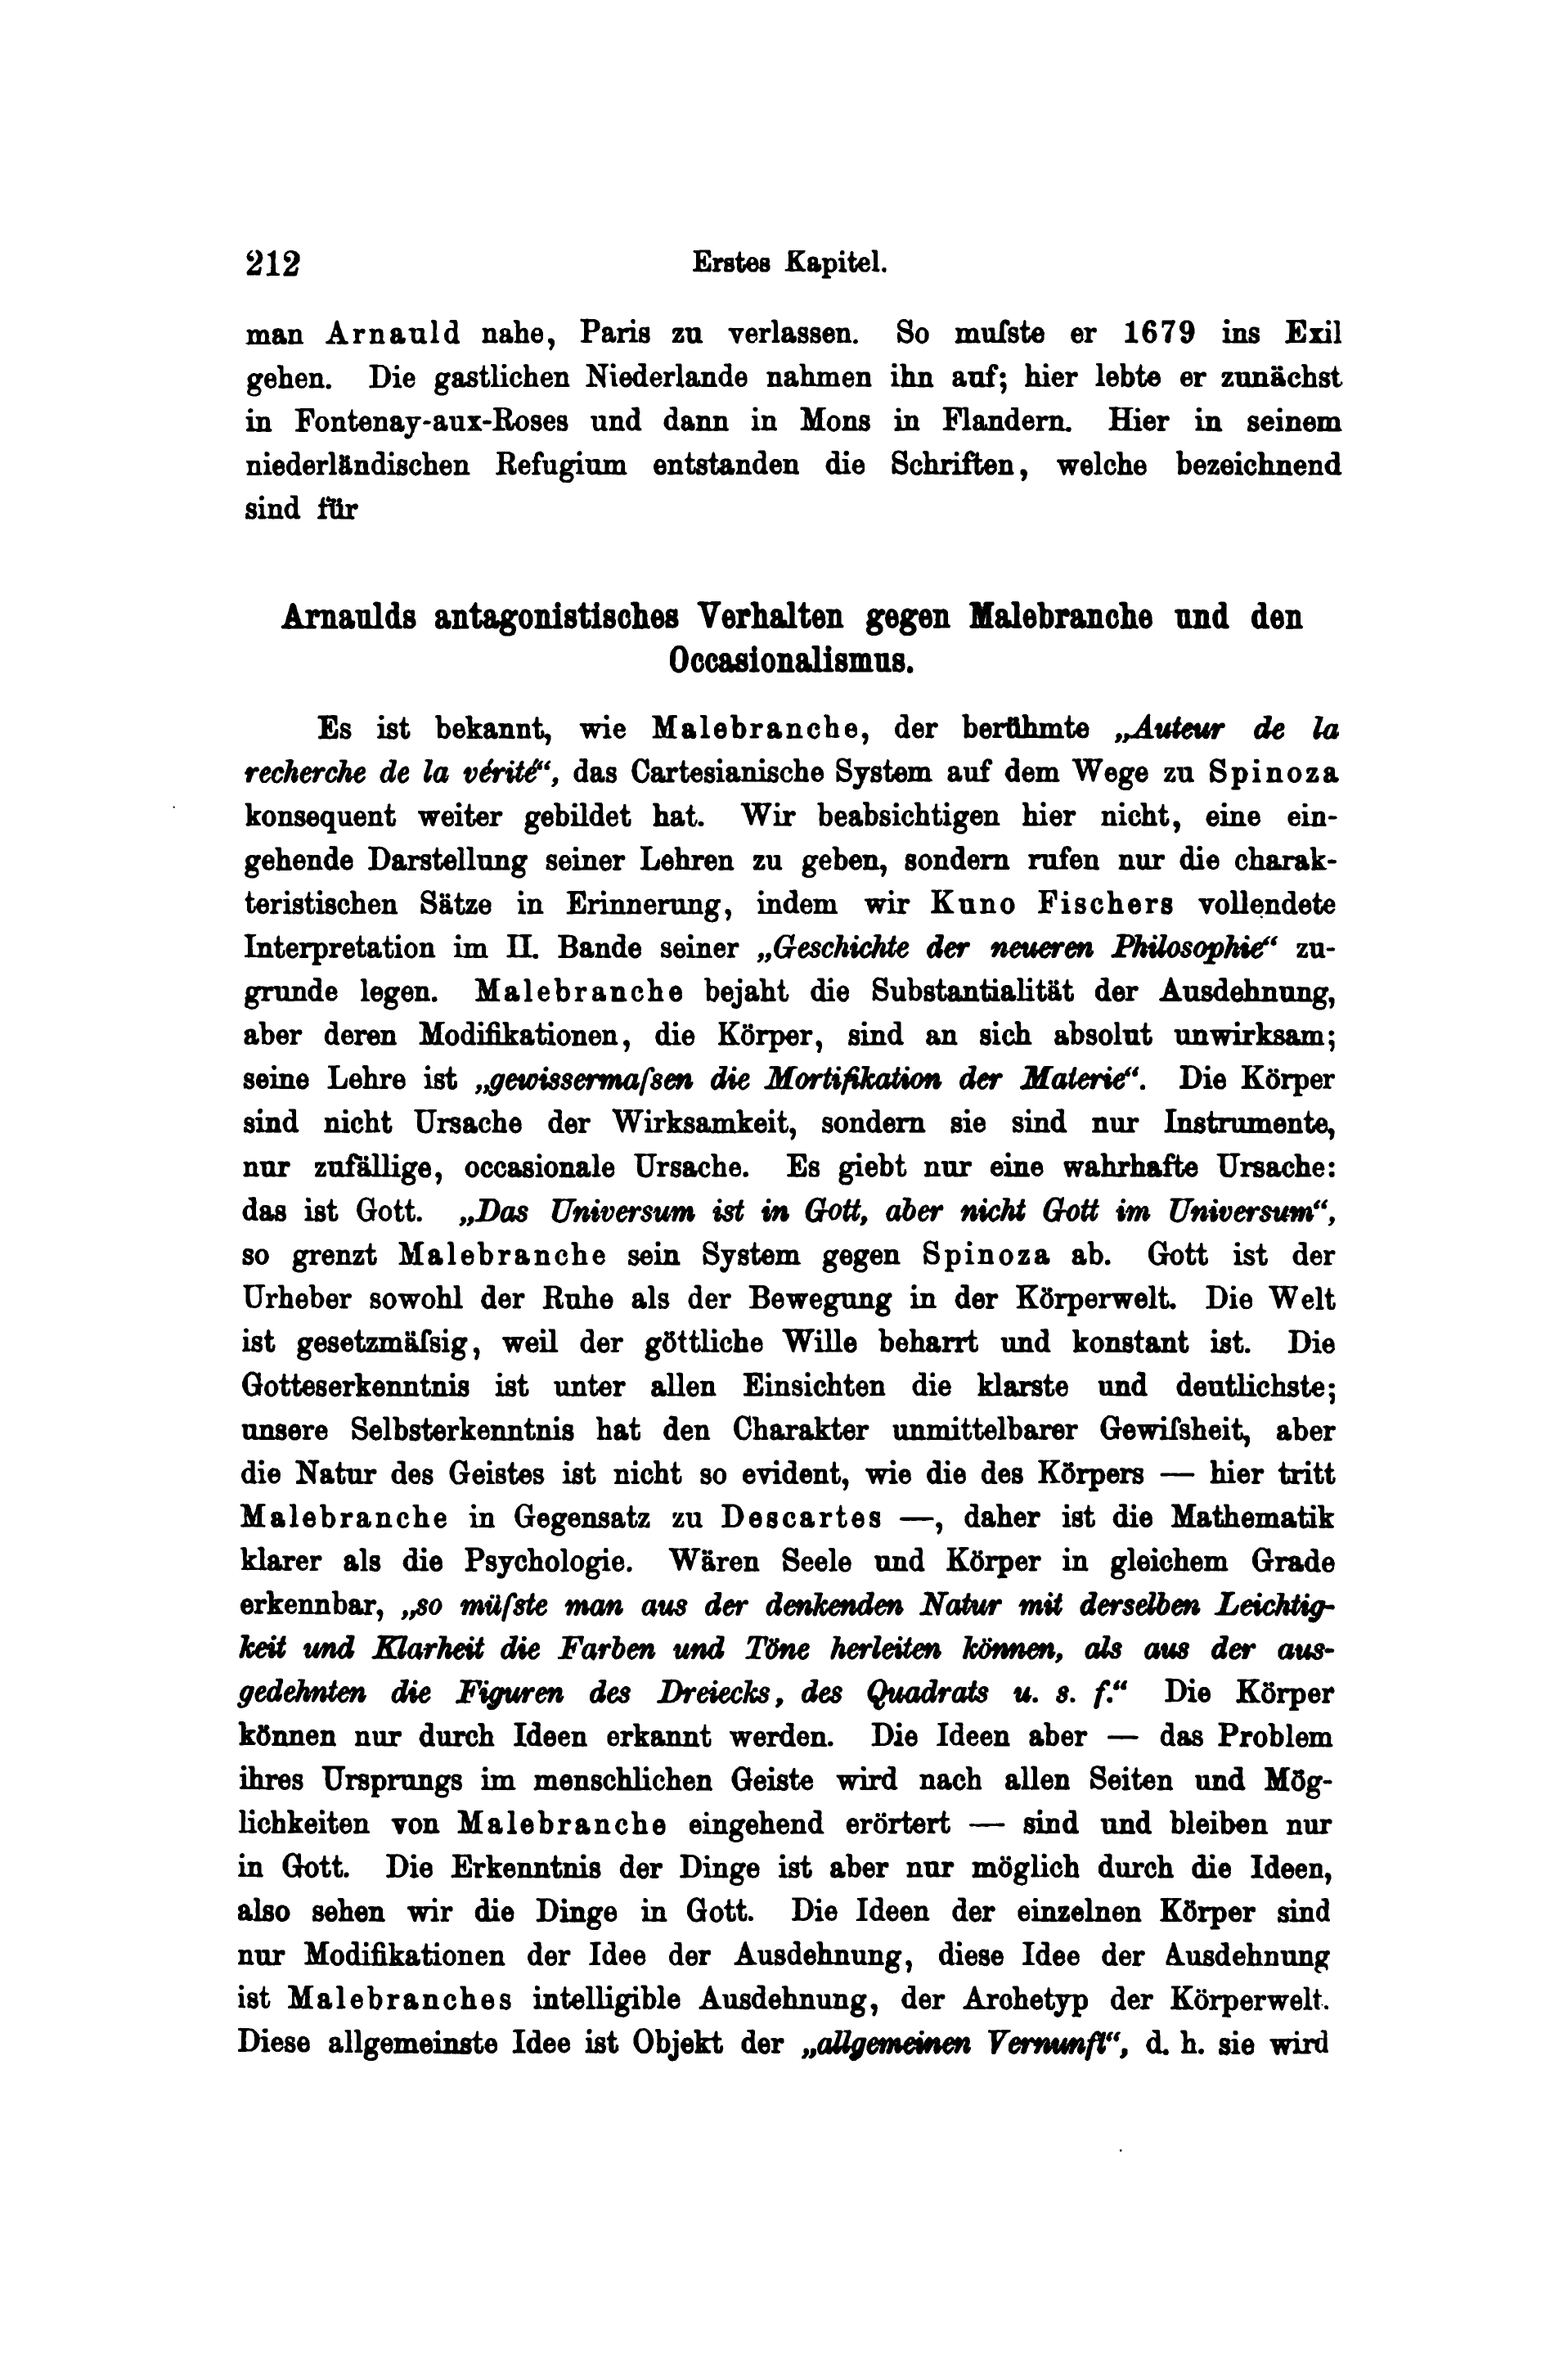 212 Erstes Kapitel.
man Arnauld nahe, Paris zu verlassen. So muſste er 1679 ins Exil
gehen. Die gastlichen Niederlande nahmen ihn auf; hier lebte er zunächst
in Fontenay-aux-Roses und dann in Mons in Flandern. Hier in seinem
niederländischen Refugium entstanden die Schriften, welche bezeichnend
sind für
Arnaulds antagonistisches Verhalten gegen Malebranche und den
Occasionalismus.
Es ist bekannt, wie Malebranche, der berühmte „Auteur de la
recherche de la vérité“, das Cartesianische System auf dem Wege zu Spinoza
konsequent weiter gebildet hat. Wir beabsichtigen hier nicht, eine ein-
gehende Darstellung seiner Lehren zu geben, sondern rufen nur die charak-
teristischen Sätze in Erinnerung, indem wir Kuno Fischers vollendete
Interpretation im II. Bande seiner „Geschichte der neueren Philosophie“ zu-
grunde legen. Malebranche bejaht die Substantialität der Ausdehnung,
aber deren Modifikationen, die Körper, sind an sich absolut unwirksam;
seine Lehre ist „gewissermaſsen die Mortifikation der Materie“. Die Körper
sind nicht Ursache der Wirksamkeit, sondern sie sind nur Instrumente,
nur zufällige, occasionale Ursache. Es giebt nur eine wahrhafte Ursache:
das ist Gott. „Das Universum ist in Gott, aber nicht Gott im Universum“,
so grenzt Malebranche sein System gegen Spinoza ab. Gott ist der
Urheber sowohl der Ruhe als der Bewegung in der Körperwelt. Die Welt
ist gesetzmäſsig, weil der göttliche Wille beharrt und konstant ist. Die
Gotteserkenntnis ist unter allen Einsichten die klarste und deutlichste;
unsere Selbsterkenntnis hat den Charakter unmittelbarer Gewiſsheit, aber
die Natur des Geistes ist nicht so evident, wie die des Körpers — hier tritt
Malebranche in Gegensatz zu Descartes —, daher ist die Mathematik
klarer als die Psychologie. Wären Seele und Körper in gleichem Grade
erkennbar, „so müſste man aus der denkenden Natur mit derselben Leichtig-
keit und Klarheit die Farben und Töne herleiten können, als aus der aus-
gedehnten die Figuren des Dreiecks, des Quadrats u. s. f.“ Die Körper
können nur durch Ideen erkannt werden. Die Ideen aber — das Problem
ihres Ursprungs im menschlichen Geiste wird nach allen Seiten und Mög-
lichkeiten von Malebranche eingehend erörtert — sind und bleiben nur
in Gott. Die Erkenntnis der Dinge ist aber nur möglich durch die Ideen,
also sehen wir die Dinge in Gott. Die Ideen der einzelnen Körper sind
nur Modifikationen der Idee der Ausdehnung, diese Idee der Ausdehnung
ist Malebranches intelligible Ausdehnung, der Archetyp der Körperwelt.
Diese allgemeinste Idee ist Objekt der „allgemeinen Vernunft“, d. h. sie wird